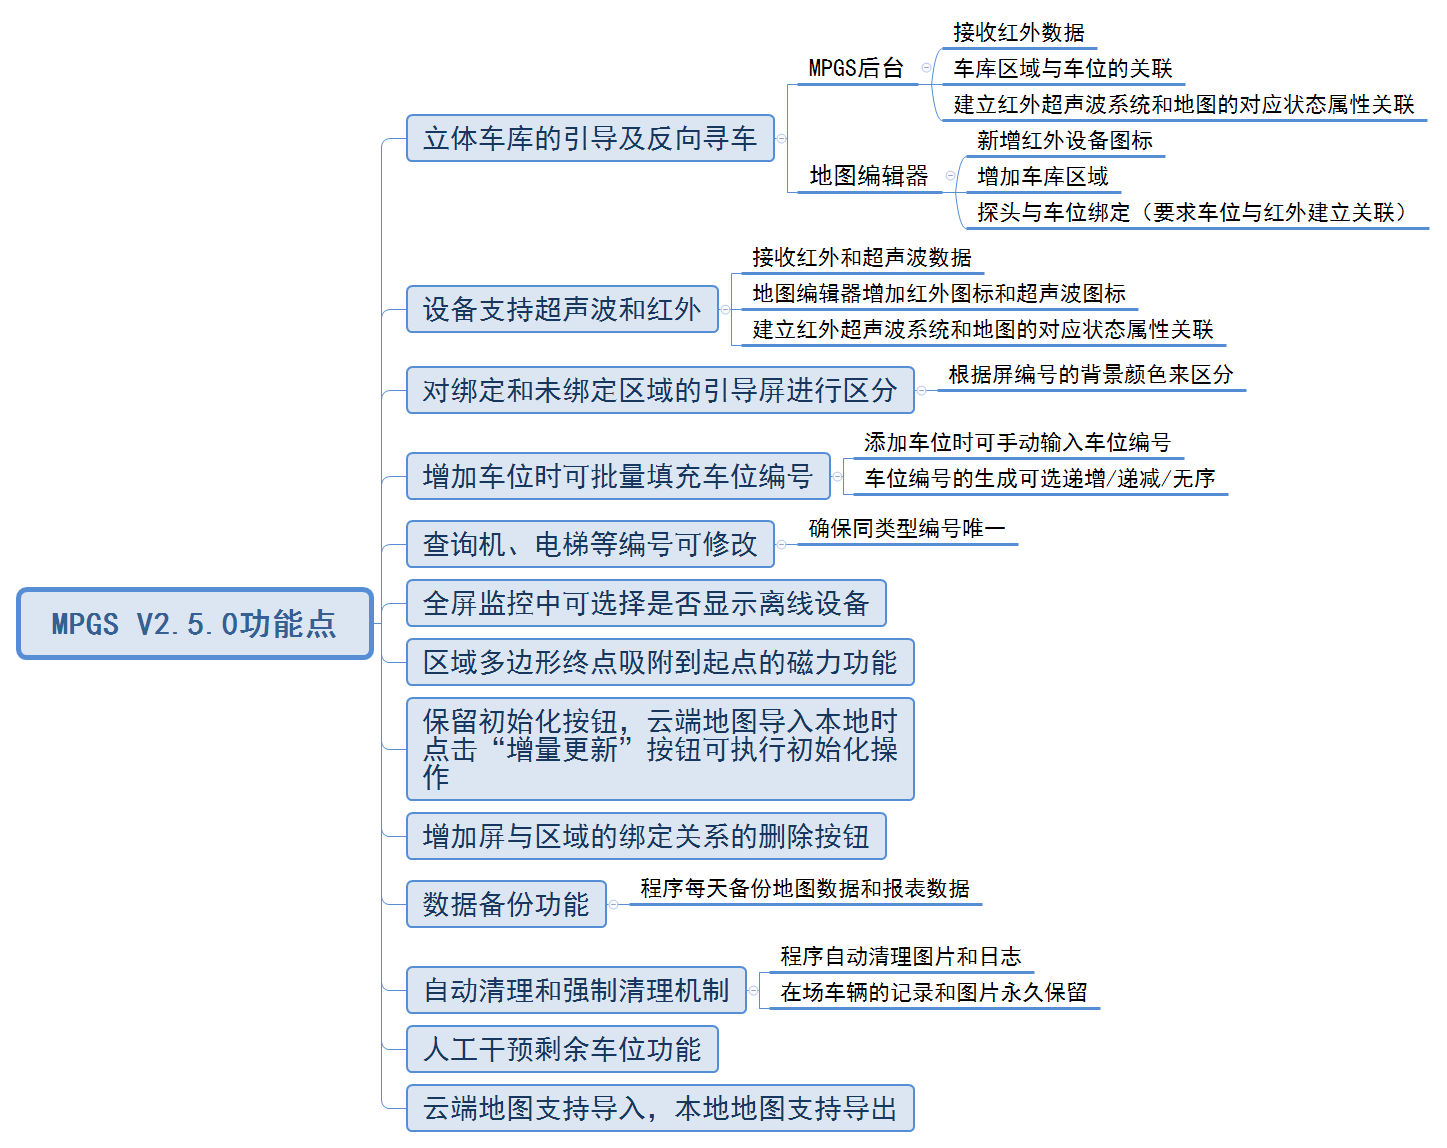 MPGS V2.5.0功能点
立体车库的引导及反向寻车
MPGS后台
接收红外数据
车库区域与车位的关联
建立红外超声波系统和地图的对应状态属性关联
地图编辑器
新增红外设备图标
增加车库区域
探头与车位绑定（要求车位与红外建立关联）
设备支持超声波和红外
接收红外和超声波数据
地图编辑器增加红外图标和超声波图标
建立红外超声波系统和地图的对应状态属性关联
对绑定和未绑定区域的引导屏进行区分
根据屏编号的背景颜色来区分
增加车位时可批量填充车位编号
添加车位时可手动输入车位编号
车位编号的生成可选递增/递减/无序
查询机、电梯等编号可修改
确保同类型编号唯一
全屏监控中可选择是否显示离线设备
区域多边形终点吸附到起点的磁力功能
保留初始化按钮，云端地图导入本地时
点击“增量更新”按钮可执行初始化操
作
增加屏与区域的绑定关系的删除按钮
数据备份功能
程序每天备份地图数据和报表数据
自动清理和强制清理机制
程序自动清理图片和日志
在场车辆的记录和图片永久保留
人工干预剩余车位功能
云端地图支持导入，本地地图支持导出